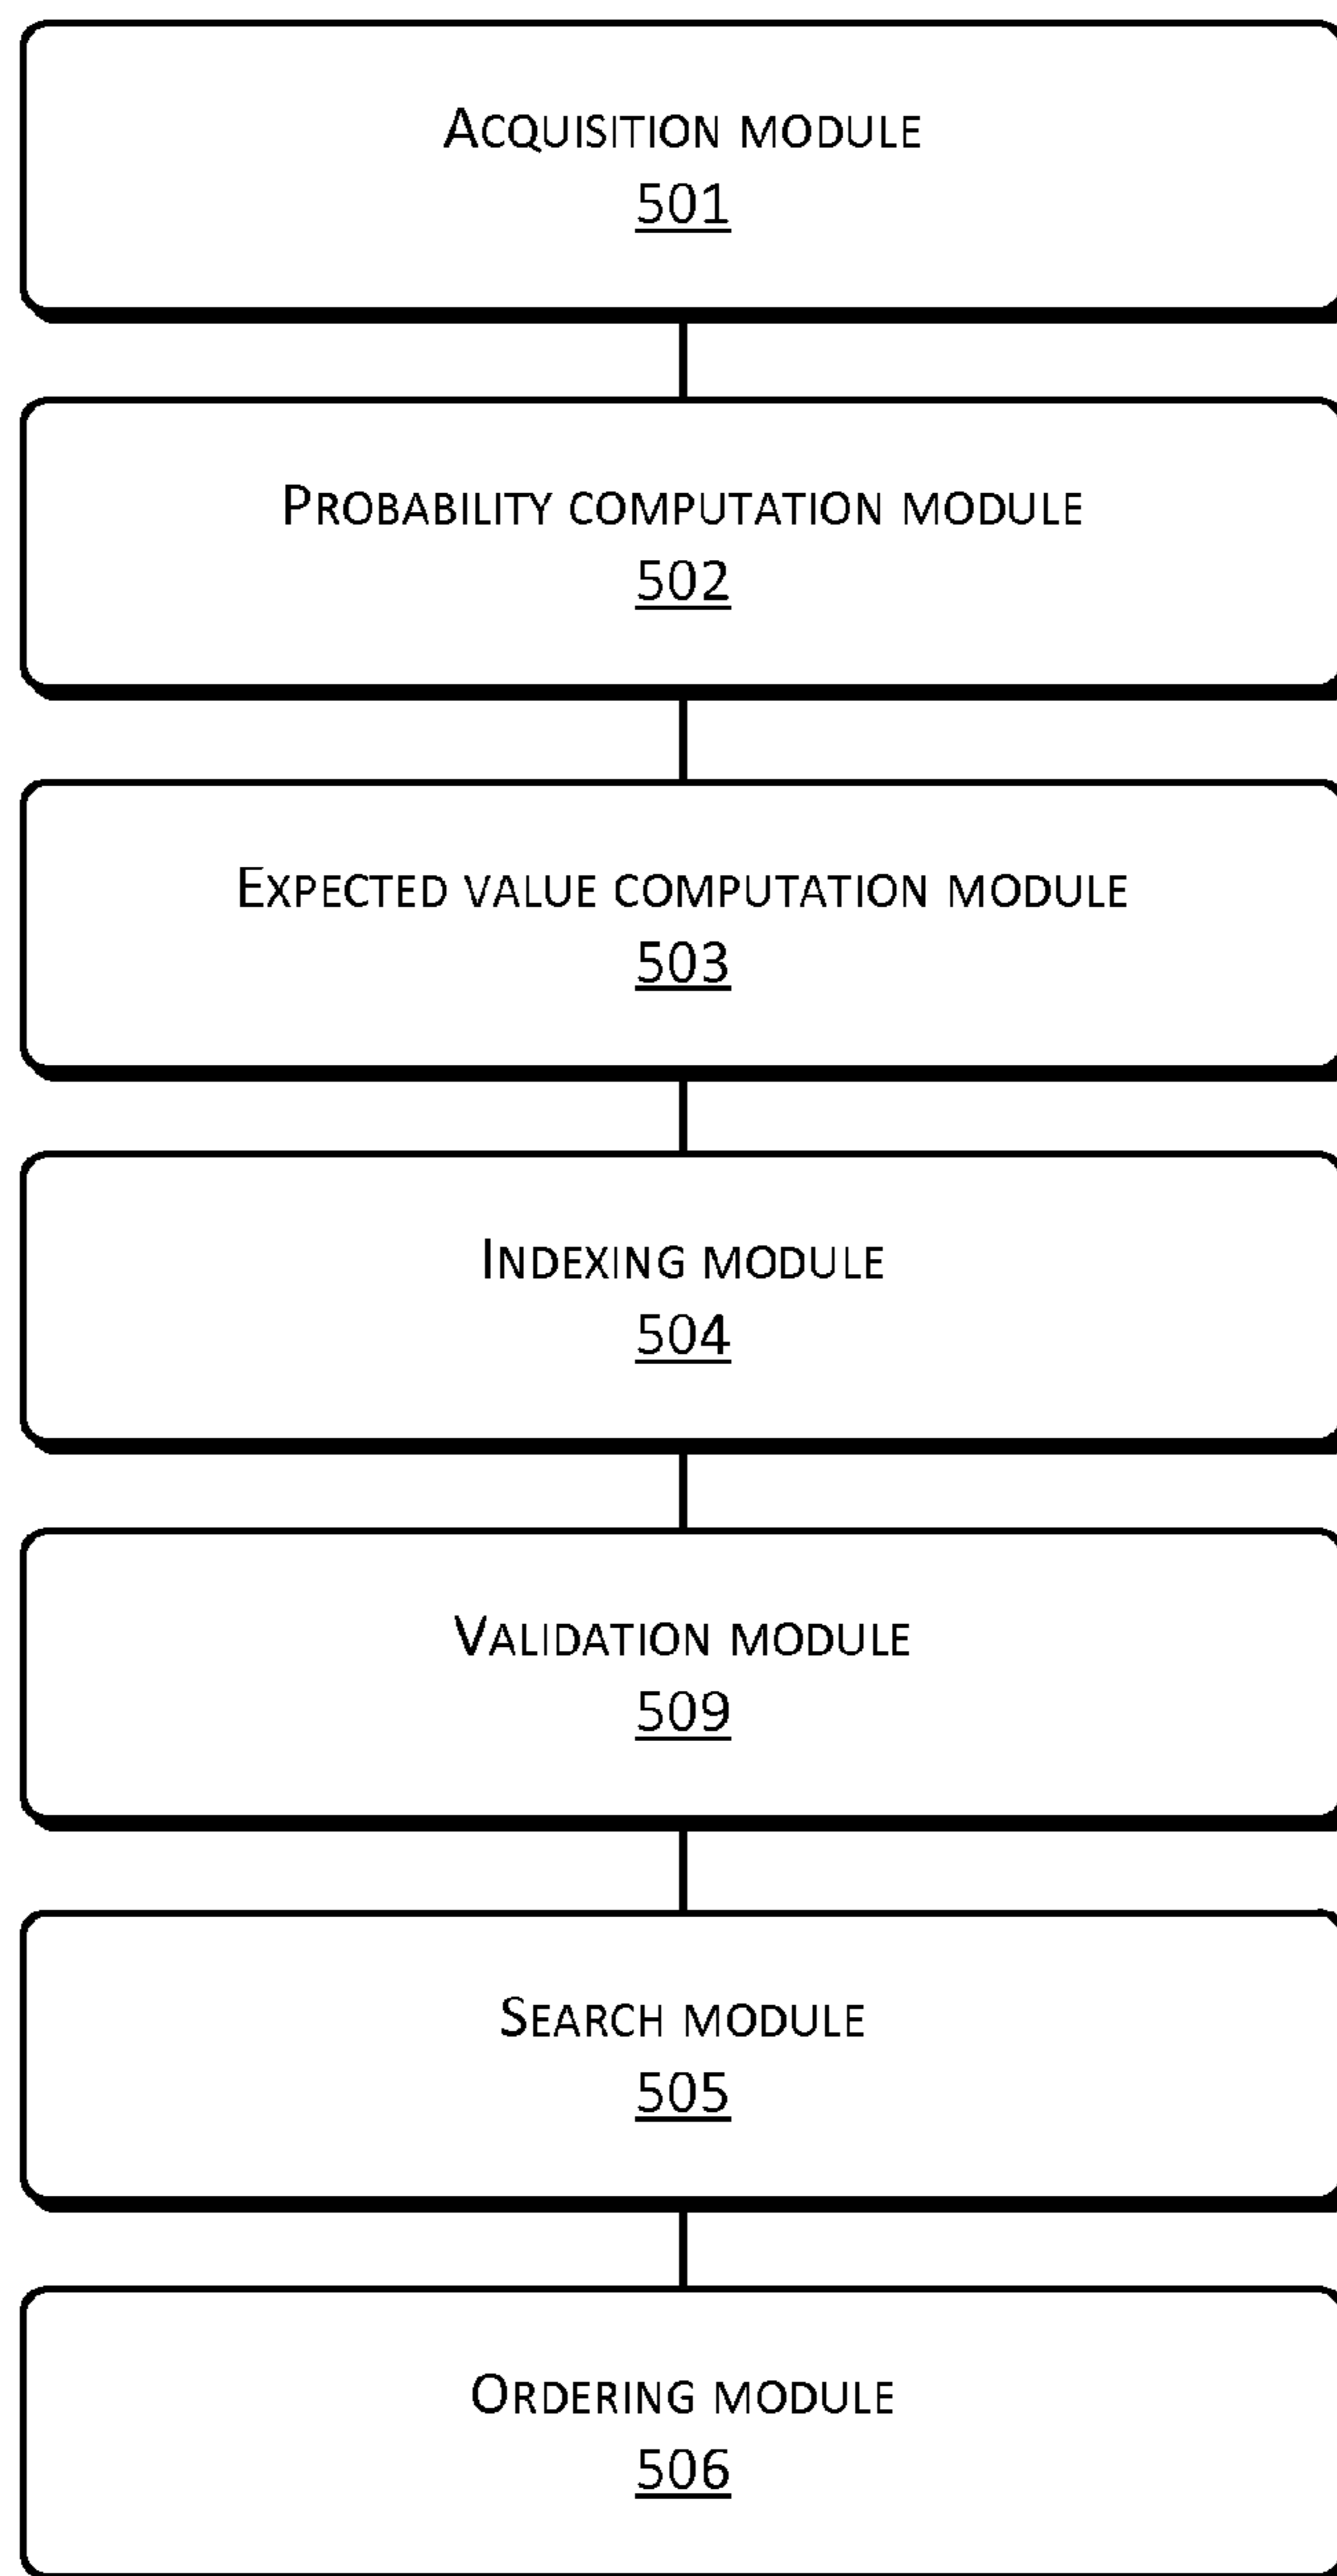 ACQUISITION MODULE
501
PROBABILITY COMPUTATION MODULE
502
EXPECTED VALUE COMPUTATION MODULE
503
INDEXING MODULE
504
VALIDATION MODULE
509
SEARCH MODULE
505
ORDERING MODULE
506